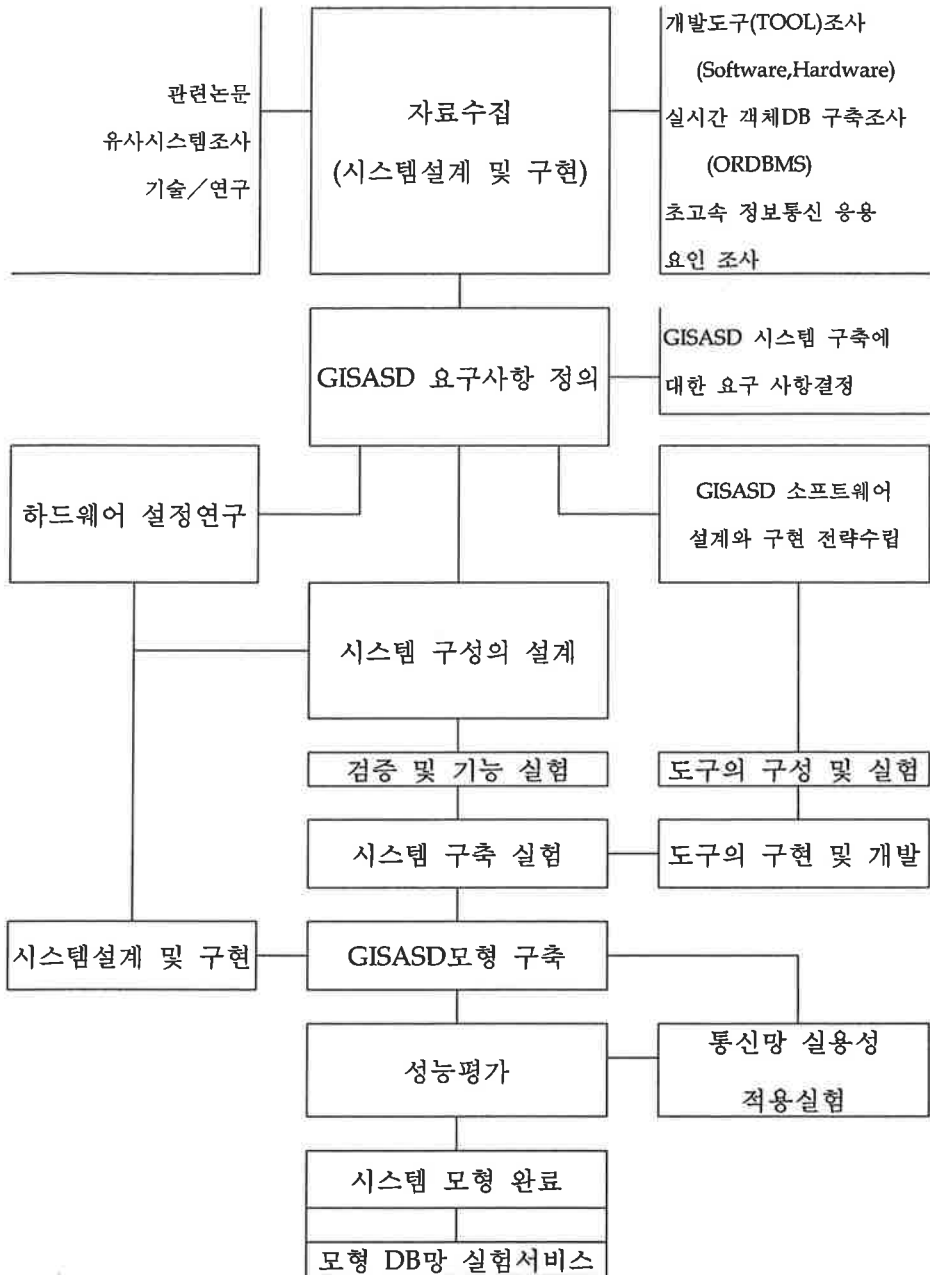 관련논문
유사시스템조사
기술／연구
자료수집
(시스템설계 및 구현)
개발도구(TOOL)조사
(Software,Hardware)
실시간 객체DB 구축조사
(ORDBMS)
초고속 정보통신 응용
요인 조사
GISASD 요구사항 정의
GISASD 시스템 구축에
대한 요구 사항결정
하드웨어 설정연구
GISASD 소프트웨어
설계와 구현 전략수립
시스템 구성의 설계
검증 및 기능 실험
도구의 구성 및 실험
시스템 구축 실험
도구의 구현 및 개발
시스템설계 및 구현
GISASD모형 구축
성능평가
통신망 실용성
적용실험
시스템 모형 완료
모형 DB망 실험서비스